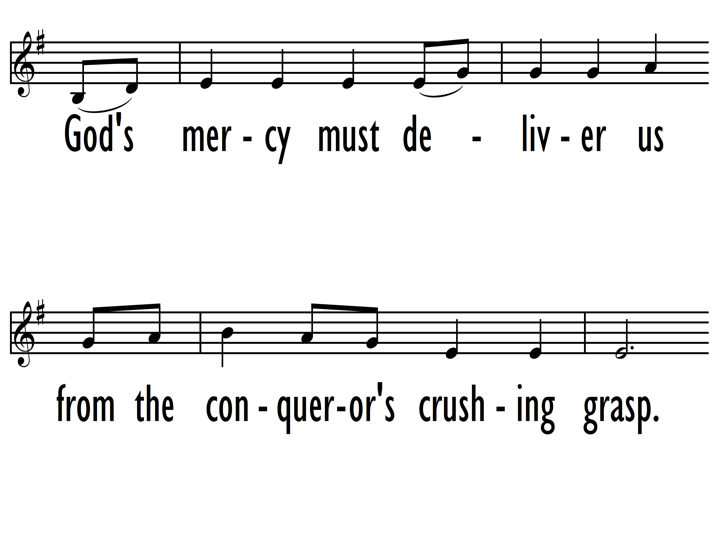 God's mer - cy must de - liv - er us
from the con - quer - or's crush - ing grasp.